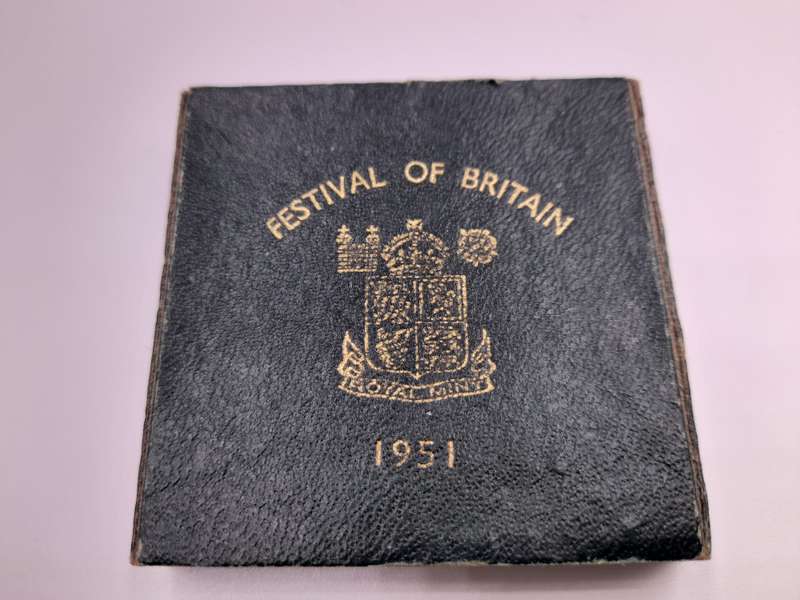 FESTIVAL OF BRITAIN
ROYAL MINT
1951